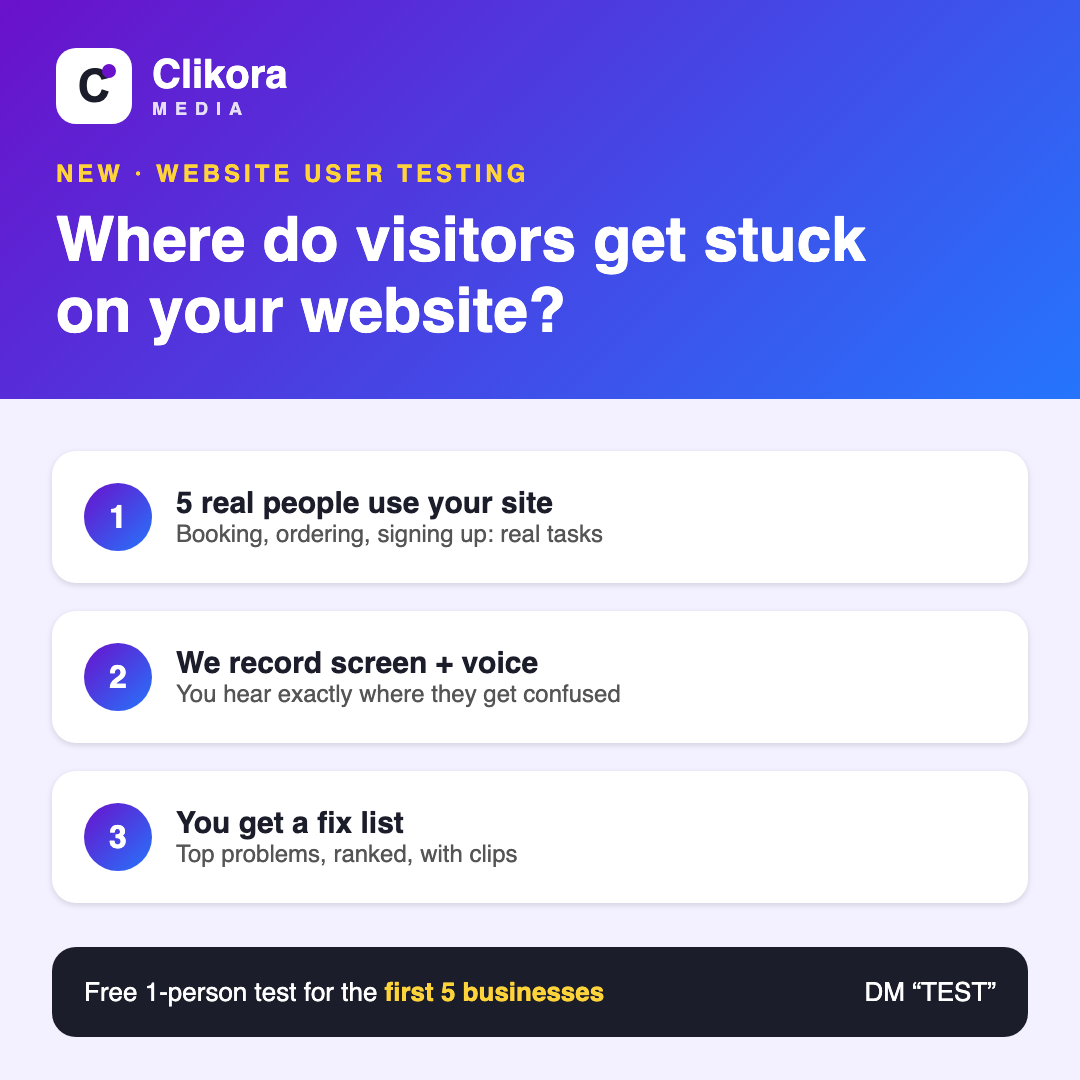 C
Clikora
MEDIA
NEW · WEBSITE USER TESTING
Where do visitors get stuck
on your website?
1
5 real people use your site
Booking, ordering, signing up: real tasks
2
We record screen + voice
You hear exactly where they get confused
3
You get a fix list
Top problems, ranked, with clips
Free 1-person test for the first 5 businesses
DM “TEST”